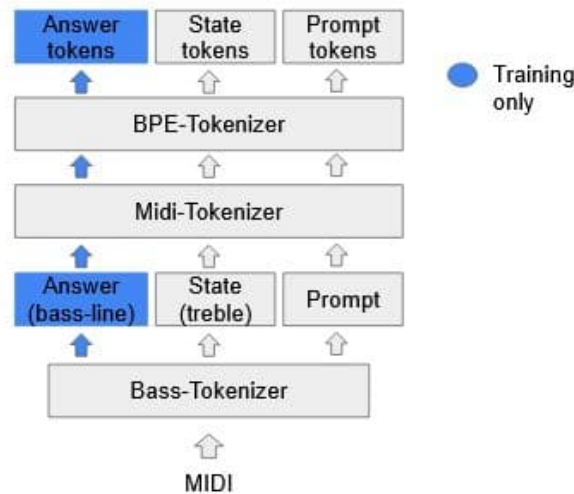 Answer
tokens
State
tokens
Prompt
tokens
Training
only
BPE-Tokenizer
Midi-Tokenizer
Answer
(bass-line)
State
(treble)
Prompt
Bass-Tokenizer
MIDI